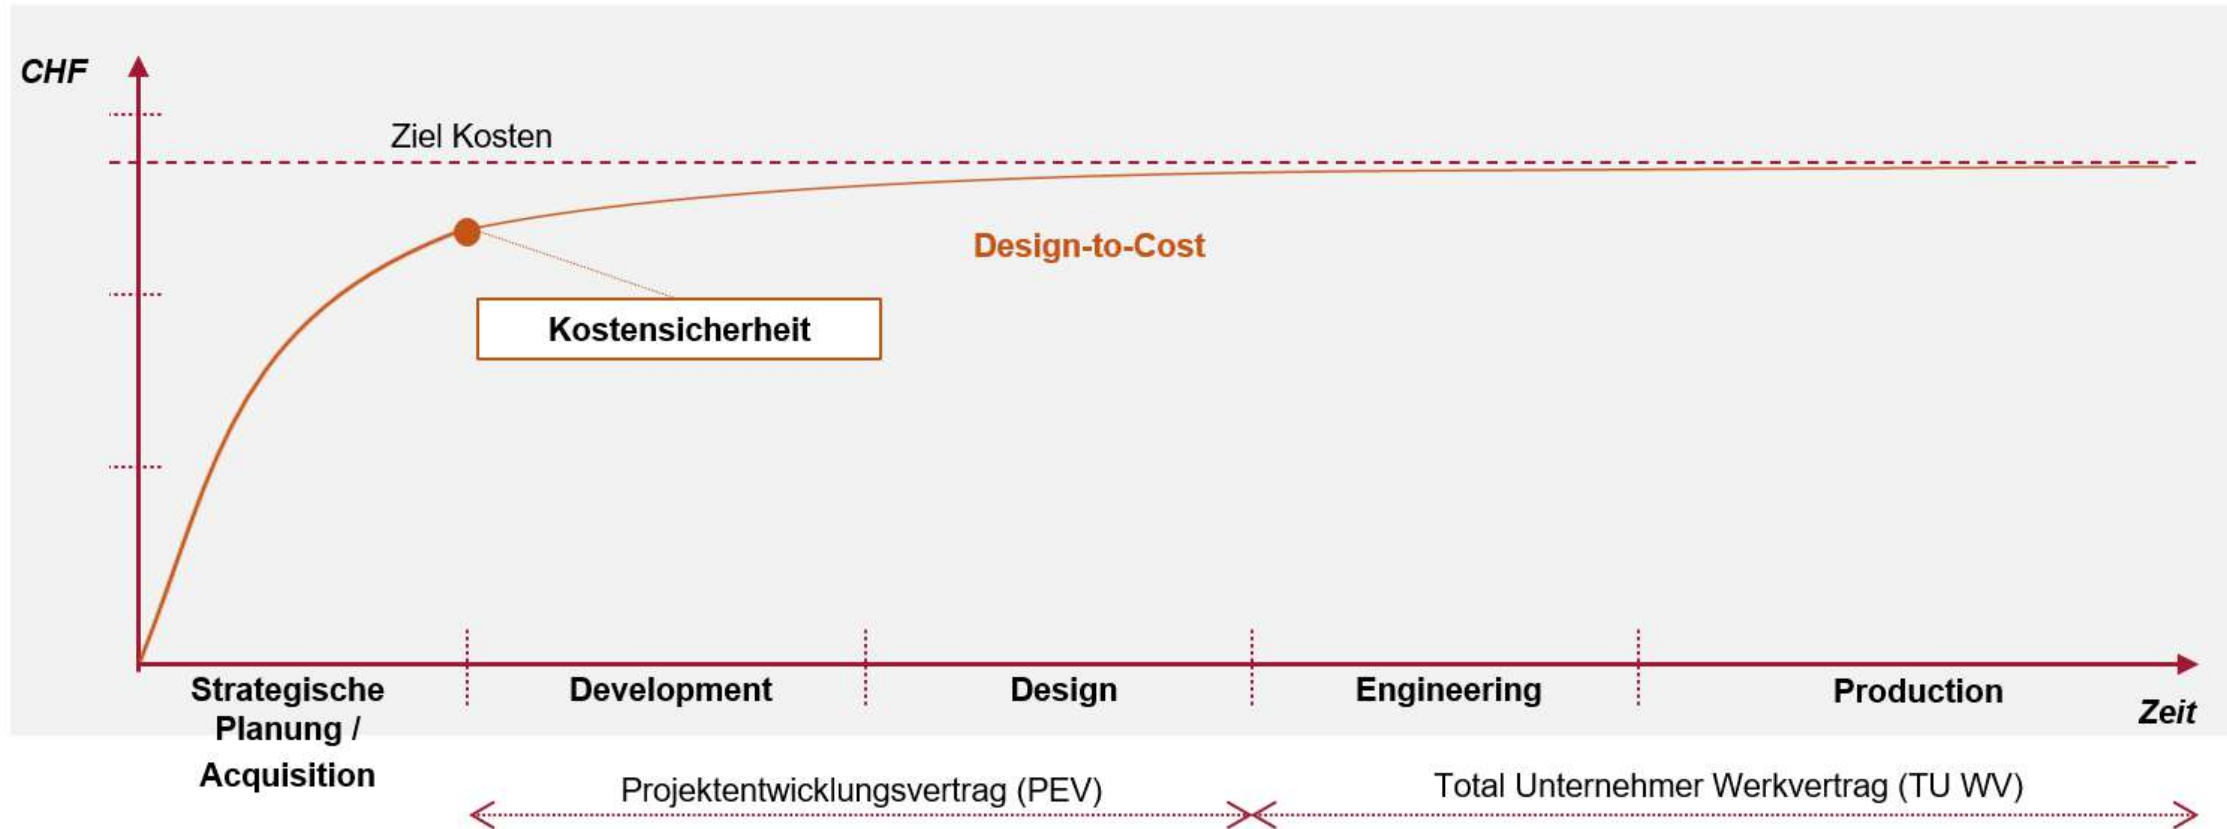 CHF
Ziel Kosten
Design-to-Cost
Kostensicherheit
Strategische
Planung /
Acquisition
Development
Design
Engineering
Production
Zeit
Projektentwicklungsvertrag (PEV)
Total Unternehmer Werkvertrag (TU WV)